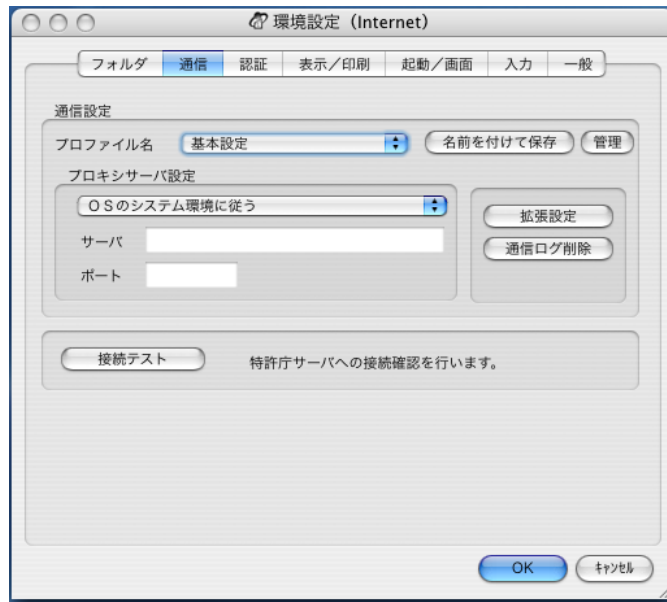 環境設定（Internet）
フォルダ 通信 認証 表示／印刷 起動／画面 入力 一般
通信設定
プロファイル名 基本設定 名前を付けて保存 管理
プロキシサーバ設定
ＯＳのシステム環境に従う
拡張設定
サーバ
通信ログ削除
ポート
接続テスト 特許庁サーバへの接続確認を行います。
OK ｷｬﾝｾﾙ